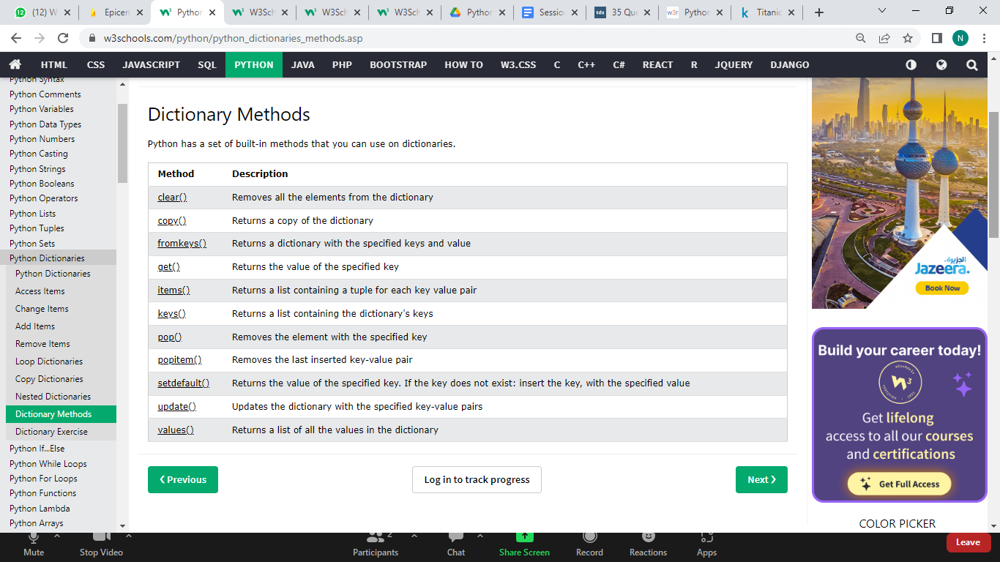 (12) W
Epicen
Python
W3Sch
W3Sc
W3Sch
Python
Sessio
tds
35 Que
w3r
Python
Titanic
w3schools.com/python/python_dictionaries_methods.asp
N
HTML CSS JAVASCRIPT SQL PYTHON JAVA PHP BOOTSTRAP HOW TO W3.CSS C C++ C# REACT R JQUERY DJANGO
Python Syntax
Python Comments
Python Variables
Python Data Types
Python Numbers
Python Casting
Python Strings
Python Booleans
Python Operators
Python Lists
Python Tuples
Python Sets
Python Dictionaries
Python Dictionaries
Access Items
Change Items
Add Items
Remove Items
Loop Dictionaries
Copy Dictionaries
Nested Dictionaries
Dictionary Methods
Dictionary Exercise
Python If...Else
Python While Loops
Python For Loops
Python Functions
Python Lambda
Python Arrays
Dictionary Methods
Python has a set of built-in methods that you can use on dictionaries.
Method Description
clear() Removes all the elements from the dictionary
copy() Returns a copy of the dictionary
fromkeys() Returns a dictionary with the specified keys and value
get() Returns the value of the specified key
items() Returns a list containing a tuple for each key value pair
keys() Returns a list containing the dictionary's keys
pop() Removes the element with the specified key
popitem() Removes the last inserted key-value pair
setdefault() Returns the value of the specified key. If the key does not exist: insert the key, with the specified value
update() Updates the dictionary with the specified key-value pairs
values() Returns a list of all the values in the dictionary
❮ Previous
Log in to track progress
Next ❯
الجزيرة.
Jazeera.
Book Now
Build your career today!
Get lifelong
access to all our courses
and certifications
Get Full Access
COLOR PICKER
Mute
Stop Video
Participants
2
Chat
Share Screen
Record
Reactions
Apps
Leave